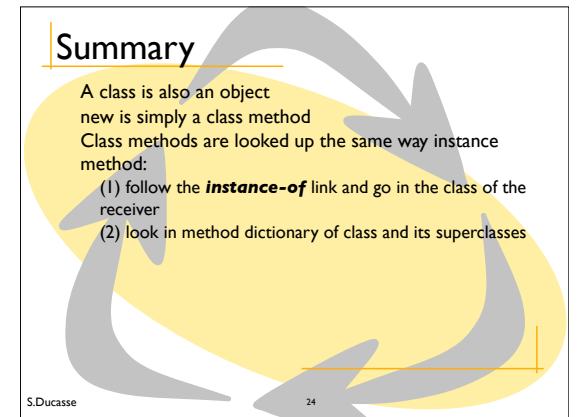 Summary
A class is also an object
new is simply a class method
Class methods are looked up the same way instance
method:
(1) follow the instance-of link and go in the class of the
receiver
(2) look in method dictionary of class and its superclasses
S.Ducasse
24